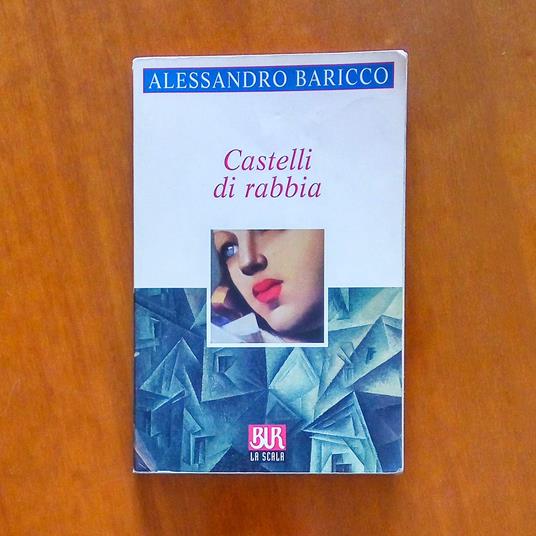 ALESSANDRO BARICCO
Castelli
di rabbia
BUR
LA SCALA